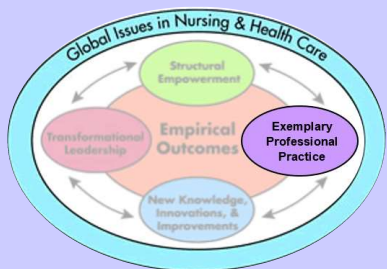 Global Issues in Nursing & Health Care
Structural
Empowerment
Transformational
Leadership
Empirical
Outcomes
Exemplary
Professional
Practice
New Knowledge,
Innovations, &
Improvements